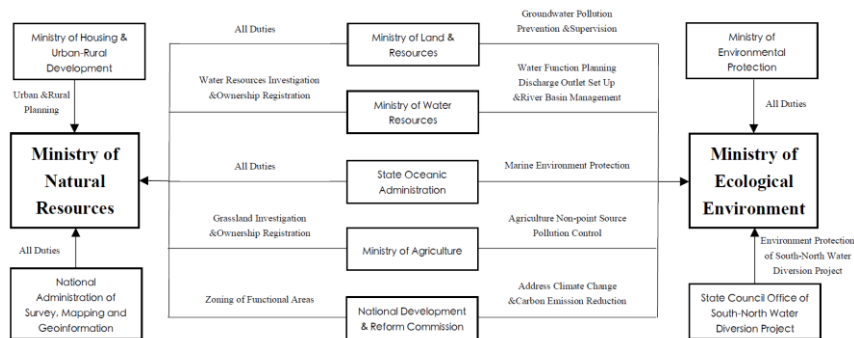 Ministry of Housing &
Urban-Rural
Development
Urban &Rural
Planning
Ministry of
Natural
Resources
All Duties
National
Administration of
Survey, Mapping and
Geoinformation
All Duties
Ministry of Land &
Resources
Groundwater Pollution
Prevention &Supervision
Water Resources Investigation
&Ownership Registration
Ministry of Water
Resources
Water Function Planning
Discharge Outlet Set Up
&River Basin Management
All Duties
State Oceanic
Administration
Marine Environment Protection
Grassland Investigation
&Ownership Registration
Ministry of Agriculture
Agriculture Non-point Source
Pollution Control
Zoning of Functional Areas
National Development
& Reform Commission
Address Climate Change
&Carbon Emission Reduction
Ministry of
Environmental
Protection
All Duties
Ministry of
Ecological
Environment
Environment Protection
of South-North Water
Diversion Project
State Council Office of
South-North Water
Diversion Project